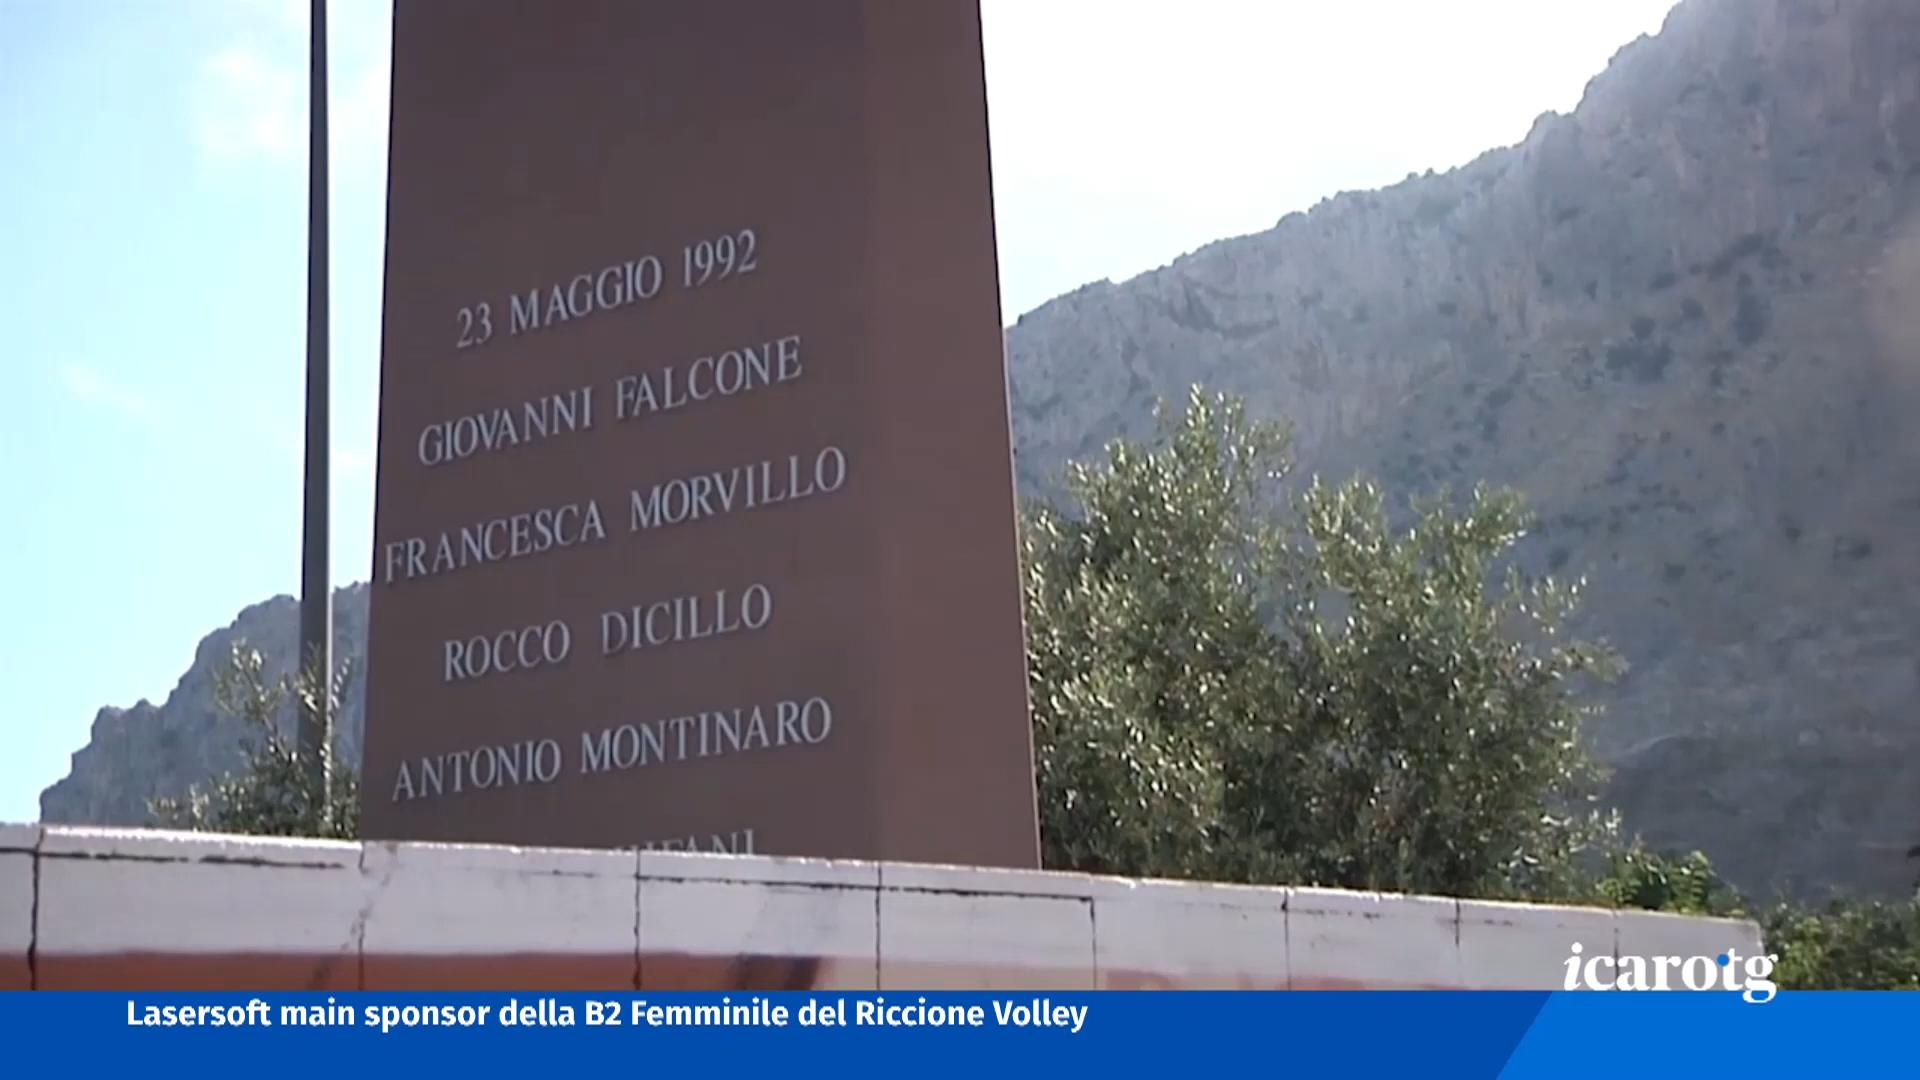 23 MAGGIO 1992
GIOVANNI FALCONE
FRANCESCA MORVILLO
ROCCO DICILLO
ANTONIO MONTINARO
icarotg
Lasersoft main sponsor della B2 Femminile del Riccione Volley